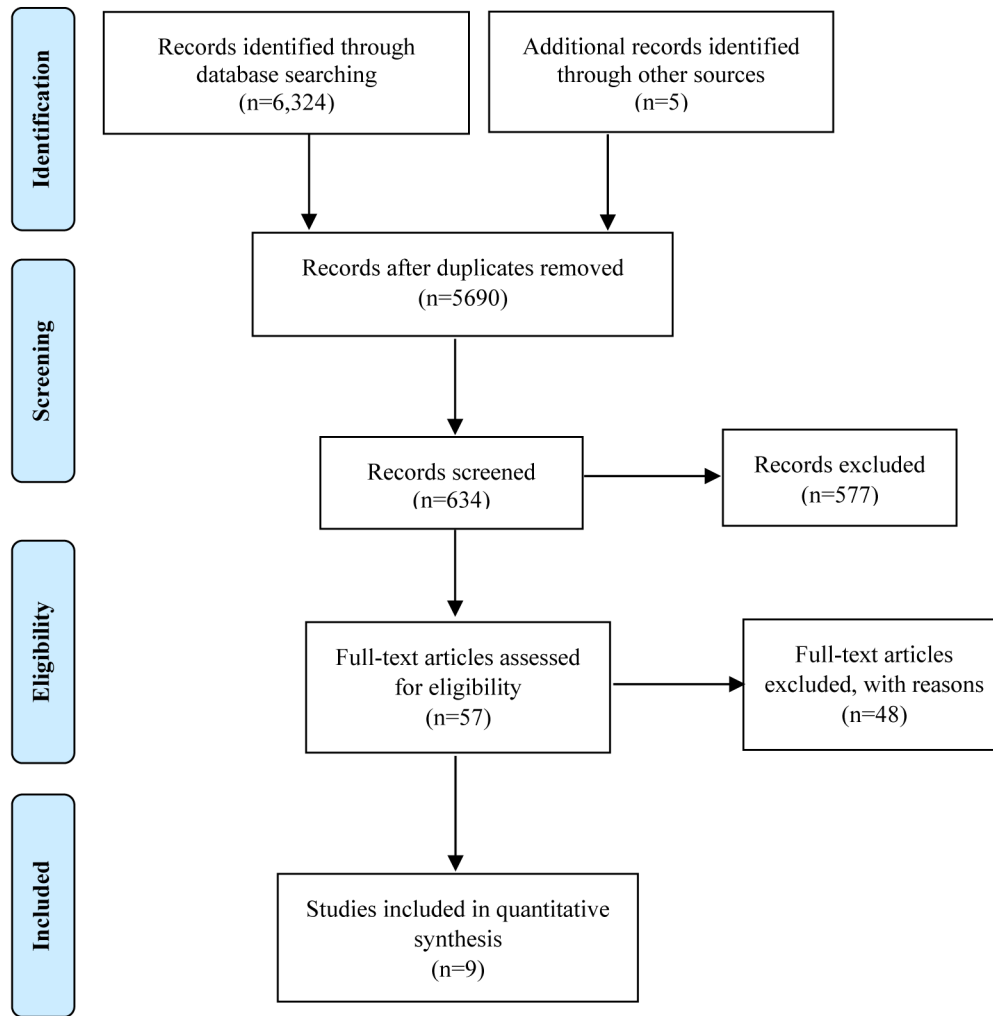 Identification
Records identified through
database searching
(n=6,324)
Additional records identified
through other sources
(n=5)
Screening
Records after duplicates removed
(n=5690)
Records screened
(n=634)
Records excluded
(n=577)
Eligibility
Full-text articles assessed
for eligibility
(n=57)
Full-text articles
excluded, with reasons
(n=48)
Included
Studies included in quantitative
synthesis
(n=9)